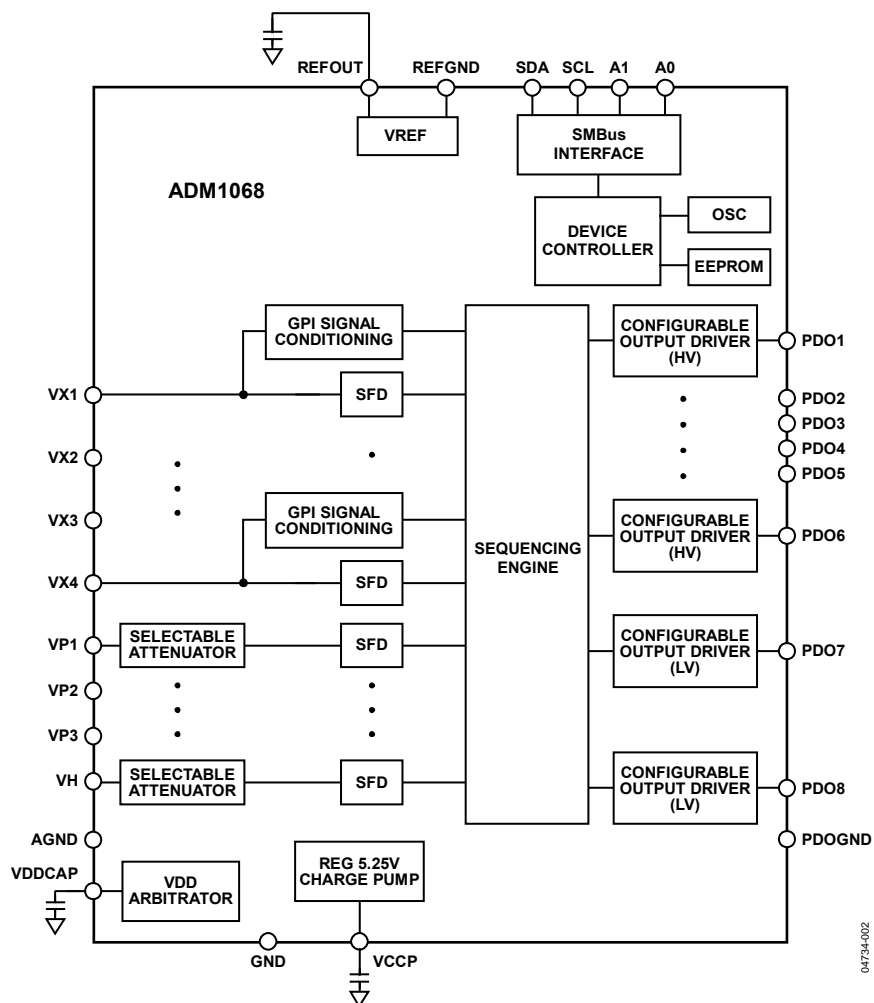 REFOUT
REFGND
SDA
SCL
A1
A0
VREF
SMBus
INTERFACE
ADM1068
DEVICE
CONTROLLER
OSC
EEPROM
GPI SIGNAL
CONDITIONING
CONFIGURABLE
OUTPUT DRIVER
(HV)
PDO1
VX1
SFD
PDO2
PDO3
VX2
PDO4
PDO5
VX3
GPI SIGNAL
CONDITIONING
SEQUENCING
ENGINE
CONFIGURABLE
OUTPUT DRIVER
(HV)
PDO6
VX4
SFD
VP1
SELECTABLE
ATTENUATOR
SFD
CONFIGURABLE
OUTPUT DRIVER
(LV)
PDO7
VP2
VP3
VH
SELECTABLE
ATTENUATOR
SFD
CONFIGURABLE
OUTPUT DRIVER
(LV)
PDO8
AGND
PDOGND
VDDCAP
VDD
ARBITRATOR
REG 5.25V
CHARGE PUMP
GND
VCCP
04734-002